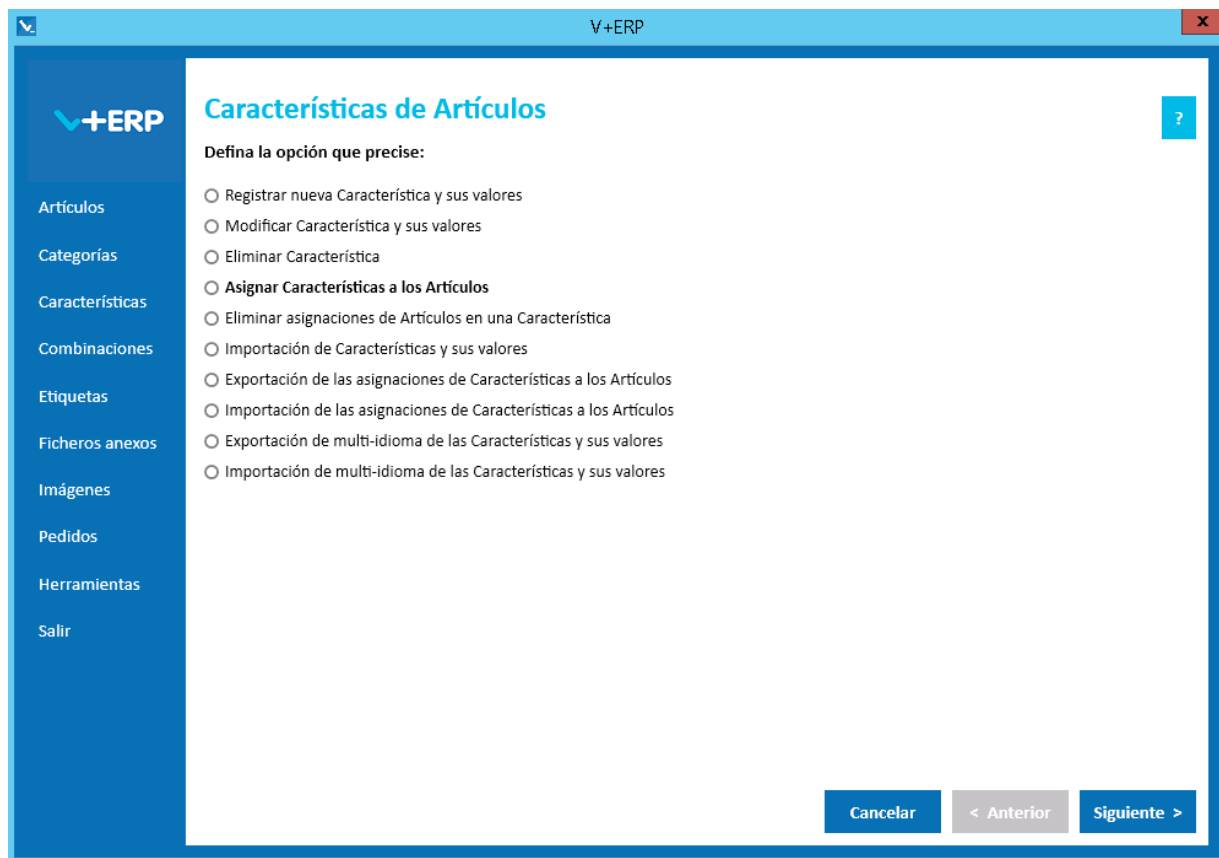 V+ERP
x
V+ERP
Artículos
Categorías
Características
Combinaciones
Etiquetas
Ficheros anexos
Imágenes
Pedidos
Herramientas
Salir
Características de Artículos
?
Defina la opción que precise:
Registrar nueva Característica y sus valores
Modificar Característica y sus valores
Eliminar Característica
Asignar Características a los Artículos
Eliminar asignaciones de Artículos en una Característica
Importación de Características y sus valores
Exportación de las asignaciones de Características a los Artículos
Importación de las asignaciones de Características a los Artículos
Exportación de multi-idioma de las Características y sus valores
Importación de multi-idioma de las Características y sus valores
Cancelar
< Anterior
Siguiente >